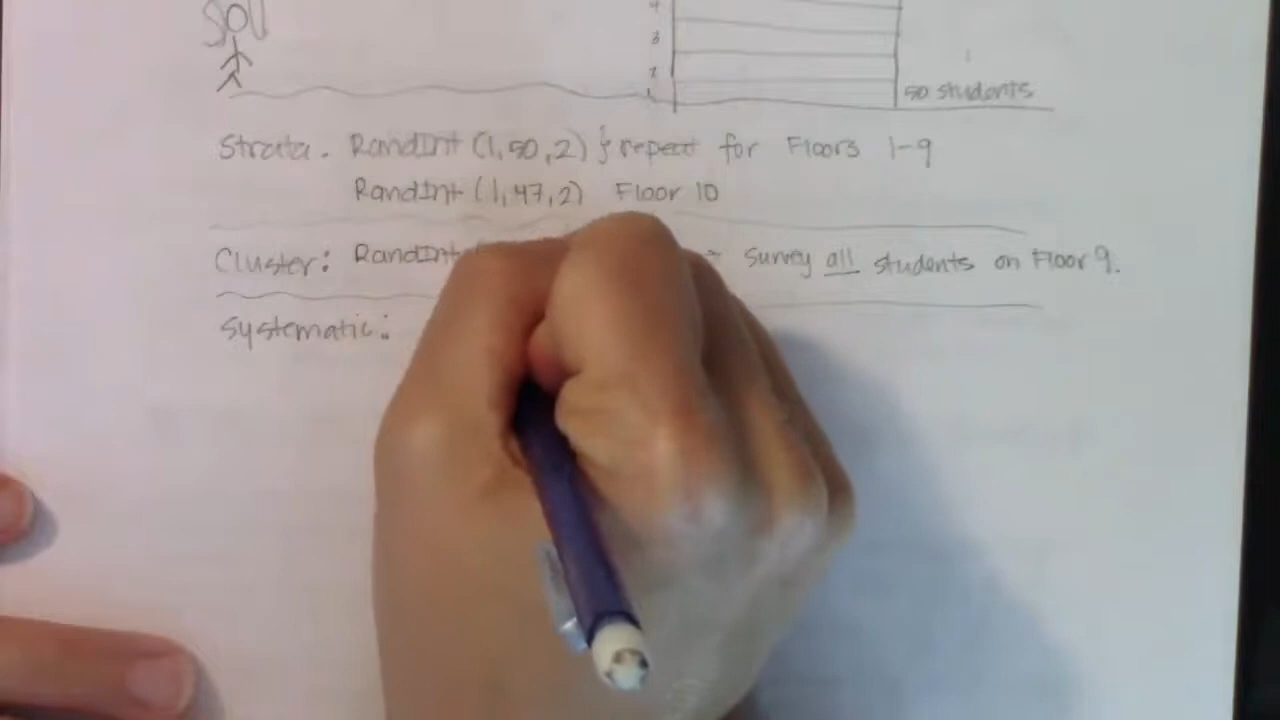 SOU
4
3
2
1
50 students
Strata. RandInt (1,50,2) } repeat for Floors 1-9
RandInt (1,47,2) Floor 10
Cluster: RandInt survey all students on Floor 9.
Systematic: